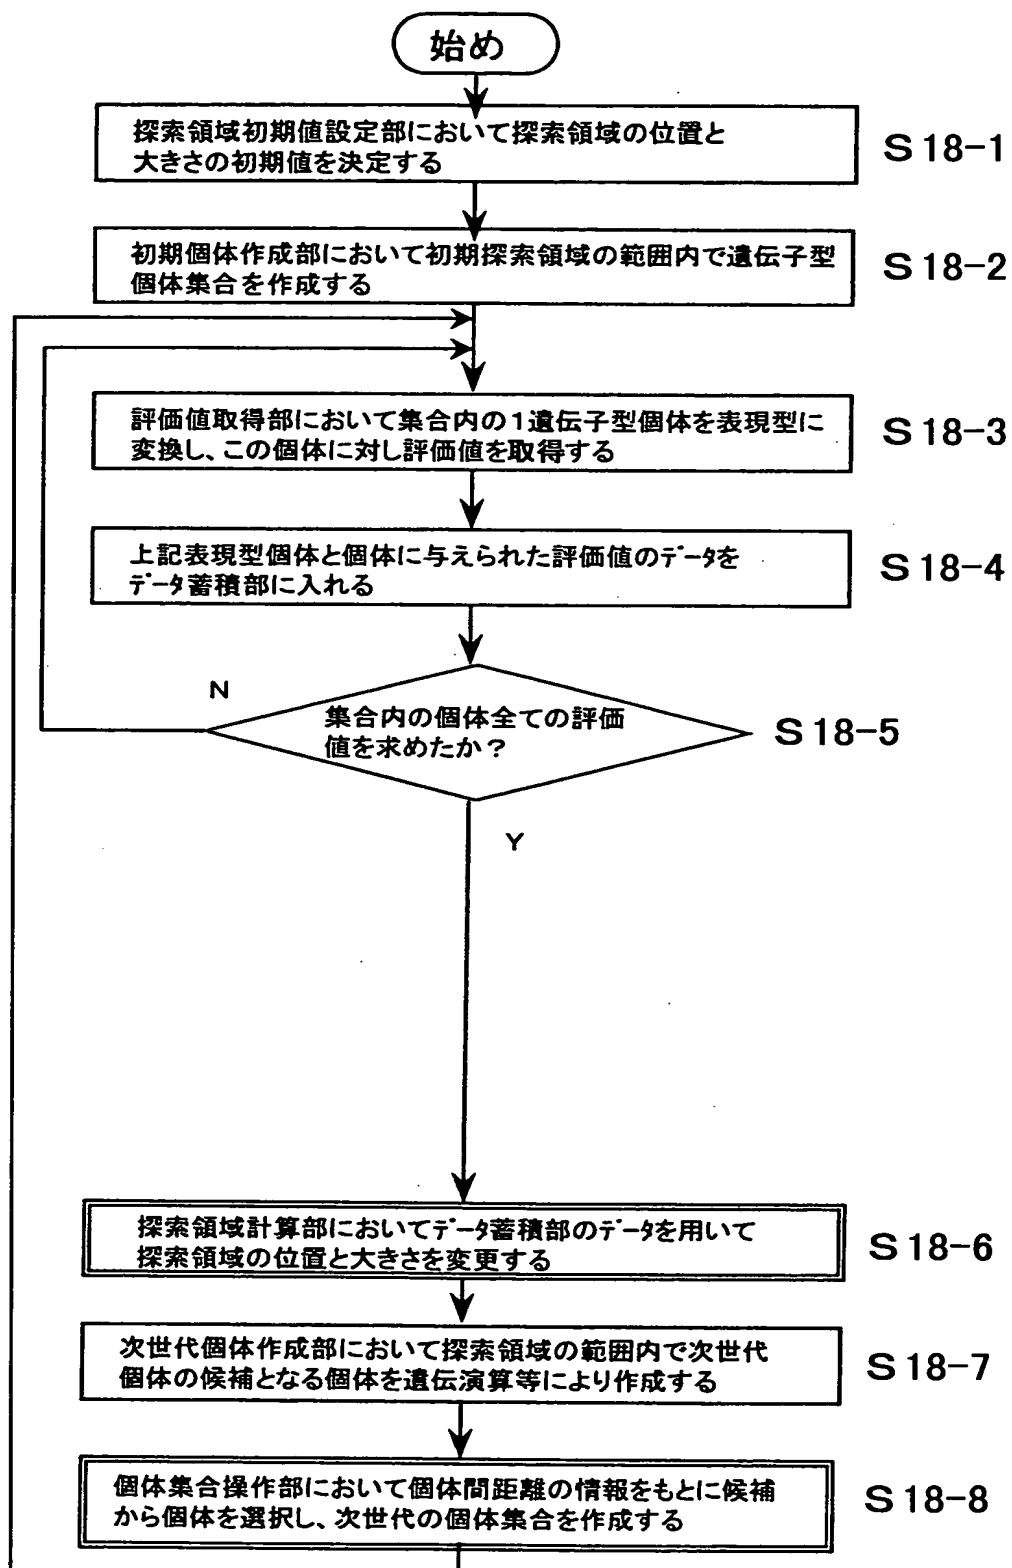 始め
探索領域初期値設定部において探索領域の位置と
大きさの初期値を決定する
S18-1
初期個体作成部において初期探索領域の範囲内で遺伝子型
個体集合を作成する
S18-2
評価値取得部において集合内の1遺伝子型個体を表現型に
変換し、この個体に対し評価値を取得する
S18-3
上記表現型個体と個体に与えられた評価値のﾃﾞｰﾀを
ﾃﾞｰﾀ蓄積部に入れる
S18-4
N
集合内の個体全ての評価
値を求めたか？
S18-5
Y
探索領域計算部においてﾃﾞｰﾀ蓄積部のﾃﾞｰﾀを用いて
探索領域の位置と大きさを変更する
S18-6
次世代個体作成部において探索領域の範囲内で次世代
個体の候補となる個体を遺伝演算等により作成する
S18-7
個体集合操作部において個体間距離の情報をもとに候補
から個体を選択し、次世代の個体集合を作成する
S18-8